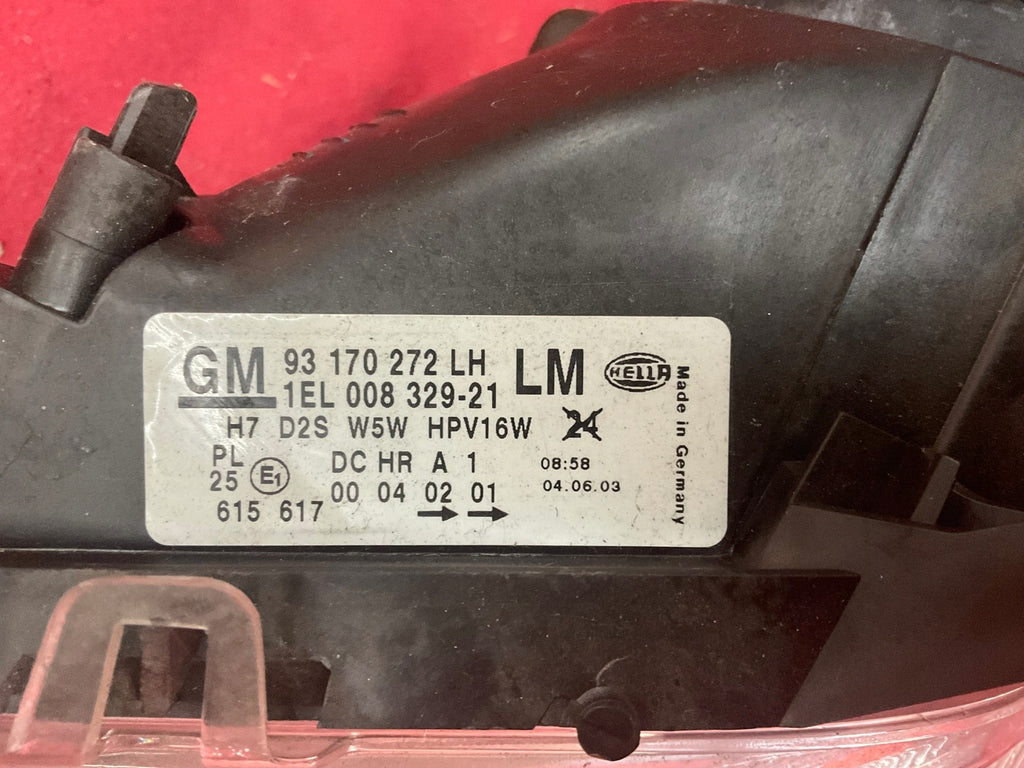 GM 93 170 272 LH LM HELLA
1EL 008 329-21
H7 D2S W5W HPV16W 24
PL DC HR A 1 08:58
25 E1 00 04 02 01 04.06.03
615 617
Made in Germany